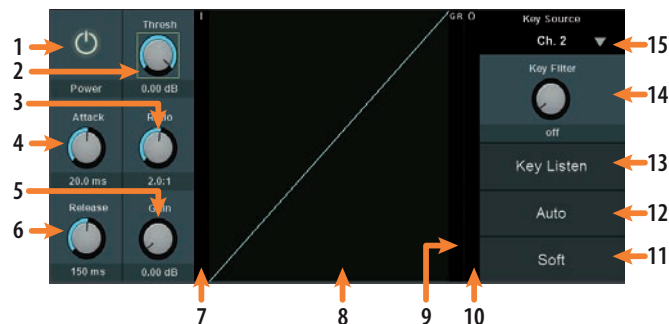 I
GR O
Key Source
Thresh
1
Ch. 2
15
2
Key Filter
Power
0.00 dB
3
14
Attack
Ratio
4
off
20.0 ms
2.0:1
Key Listen
13
5
Release
Gain
Auto
12
6
150 ms
0.00 dB
Soft
11
7
8
9
10